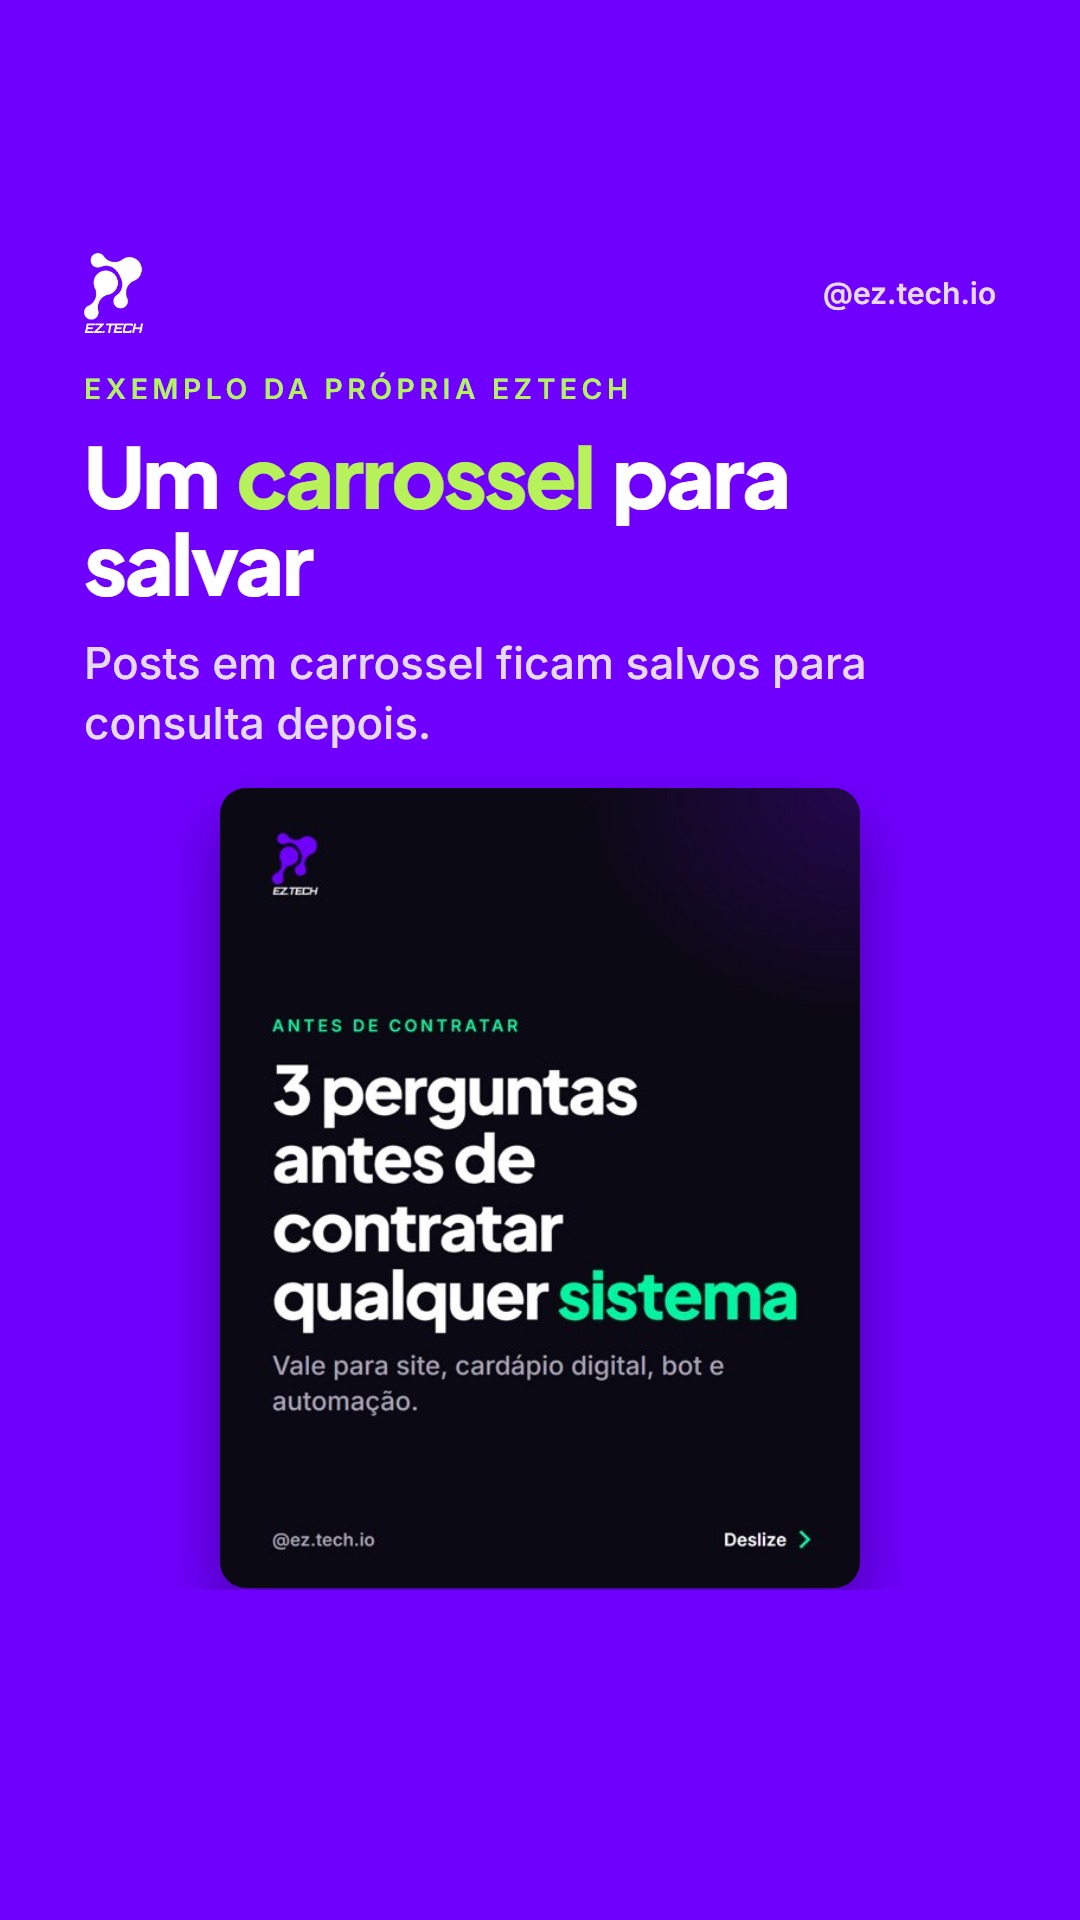 EZ.TECH
@ez.tech.io
EXEMPLO DA PRÓPRIA EZTECH
Um carrossel para
salvar
Posts em carrossel ficam salvos para
consulta depois.
EZ.TECH
ANTES DE CONTRATAR
3 perguntas
antes de
contratar
qualquer sistema
Vale para site, cardápio digital, bot e
automação.
@ez.tech.io
Deslize